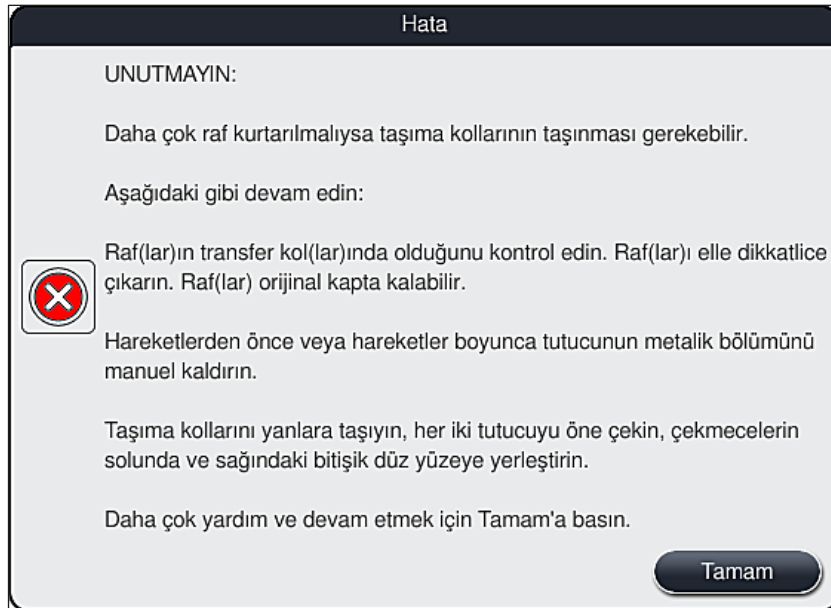 Hata
UNUTMAYIN:
Daha çok raf kurtarılmalıysa taşıma kollarının taşınması gerekebilir.
Aşağıdaki gibi devam edin:
Raf(lar)ın transfer kol(lar)ında olduğunu kontrol edin. Raf(lar)ı elle dikkatlice
çıkarın. Raf(lar) orijinal kapta kalabilir.
Hareketlerden önce veya hareketler boyunca tutucunun metalik bölümünü
manuel kaldırın.
Taşıma kollarını yanlara taşıyın, her iki tutucuyu öne çekin, çekmecelerin
solunda ve sağındaki bitişik düz yüzeye yerleştirin.
Daha çok yardım ve devam etmek için Tamam'a basın.
Tamam